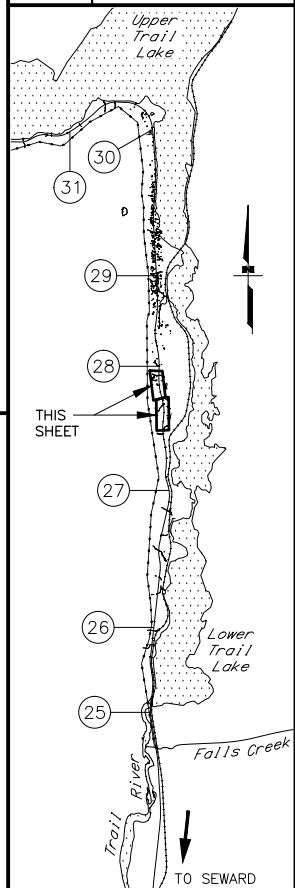 Upper
Trail
Lake
30
31
29
28
THIS
SHEET
27
26
Lower
Trail
Lake
25
Falls Creek
Trail River
TO SEWARD